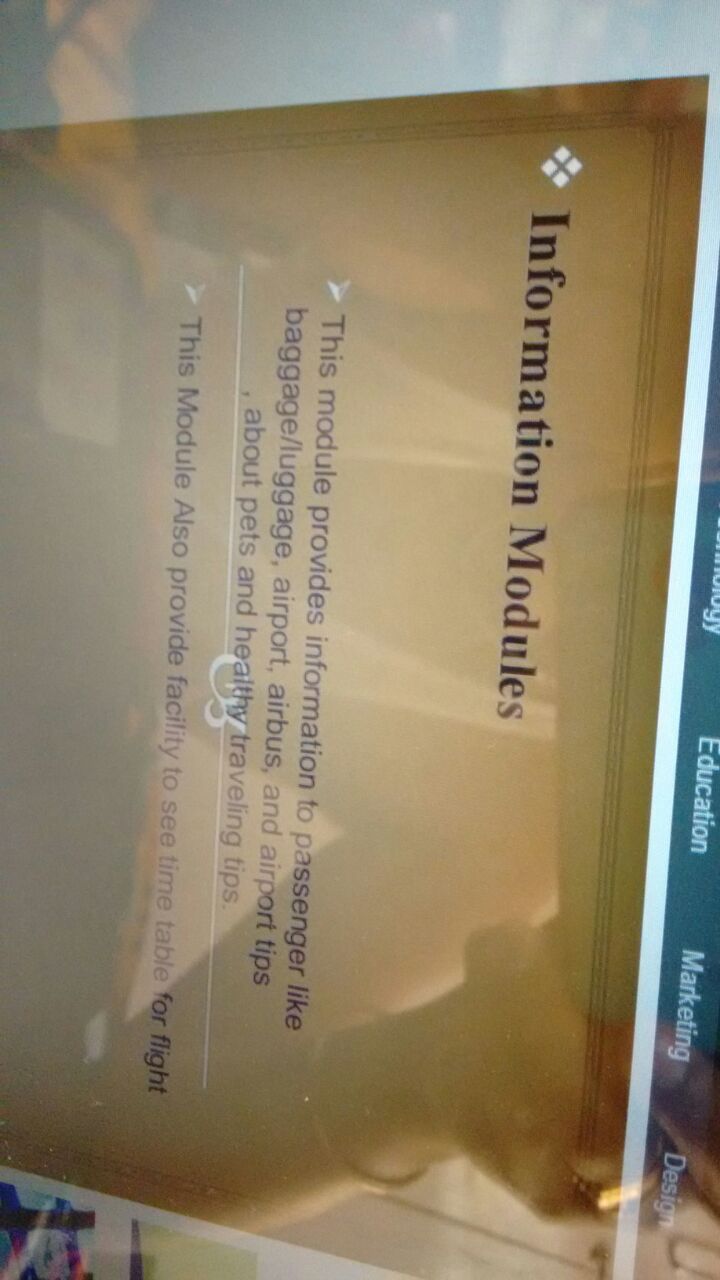 Education Marketing Design
❖ Information Modules
➢ This module provides information to passenger like
baggage/luggage, airport, airbus, and airport tips
, about pets and healthy traveling tips.
➢ This Module Also provide facility to see time table for flight